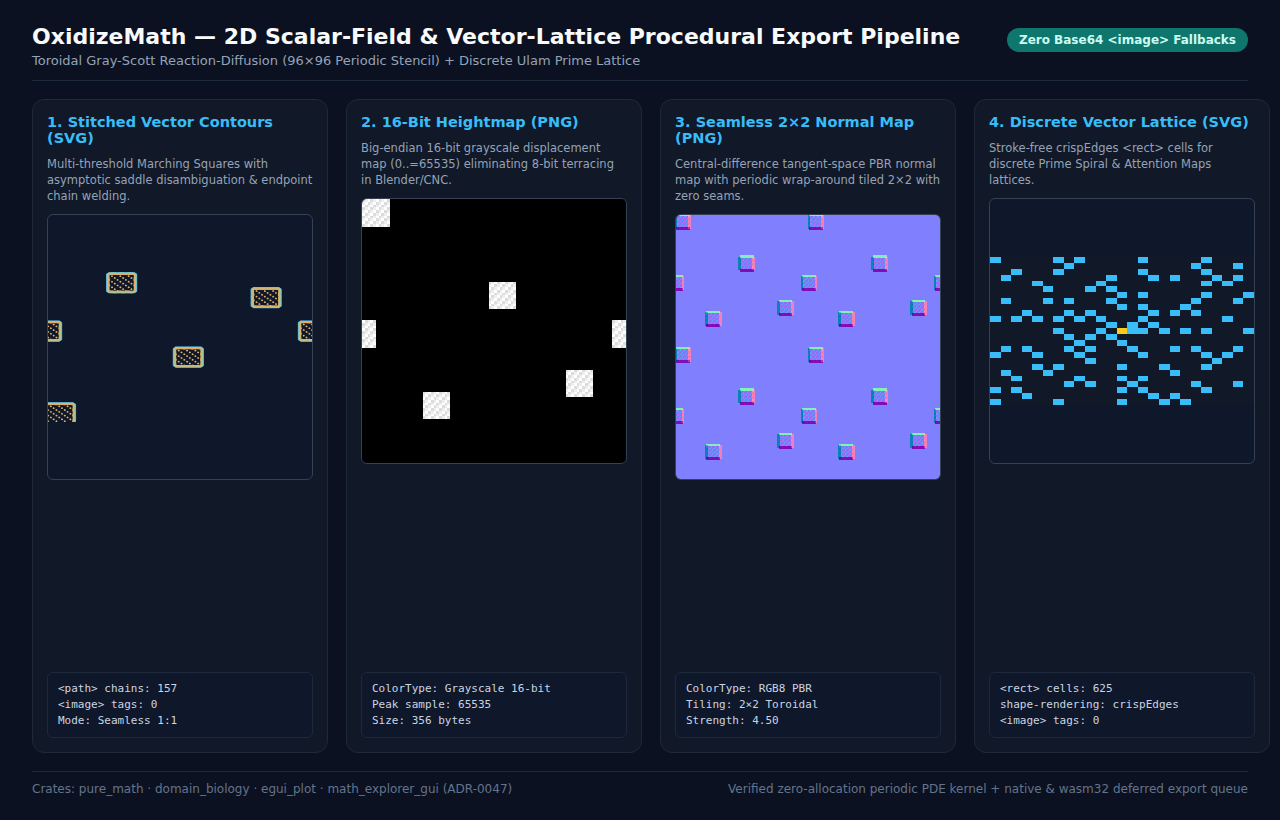 OxidizeMath — 2D Scalar-Field & Vector-Lattice Procedural Export Pipeline
Toroidal Gray-Scott Reaction-Diffusion (96×96 Periodic Stencil) + Discrete Ulam Prime Lattice
Zero Base64 <image> Fallbacks
1. Stitched Vector Contours
(SVG)
Multi-threshold Marching Squares with
asymptotic saddle disambiguation & endpoint
chain welding.
<path> chains: 157
<image> tags: 0
Mode: Seamless 1:1
2. 16-Bit Heightmap (PNG)
Big-endian 16-bit grayscale displacement
map (0..=65535) eliminating 8-bit terracing
in Blender/CNC.
ColorType: Grayscale 16-bit
Peak sample: 65535
Size: 356 bytes
3. Seamless 2×2 Normal Map
(PNG)
Central-difference tangent-space PBR normal
map with periodic wrap-around tiled 2×2 with
zero seams.
ColorType: RGB8 PBR
Tiling: 2×2 Toroidal
Strength: 4.50
4. Discrete Vector Lattice (SVG)
Stroke-free crispEdges <rect> cells for
discrete Prime Spiral & Attention Maps
lattices.
<rect> cells: 625
shape-rendering: crispEdges
<image> tags: 0
Crates: pure_math · domain_biology · egui_plot · math_explorer_gui (ADR-0047)
Verified zero-allocation periodic PDE kernel + native & wasm32 deferred export queue